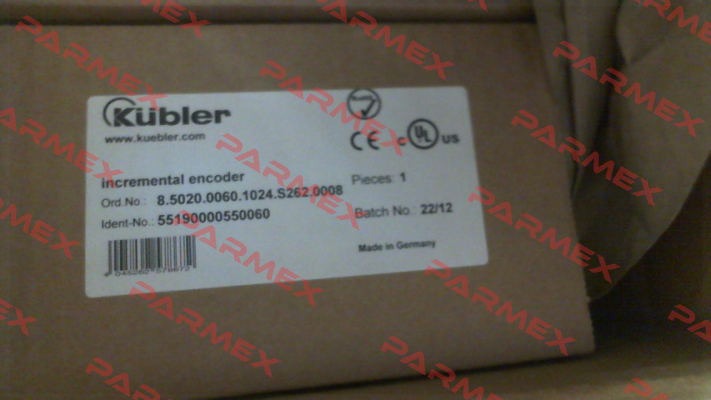 Kübler
www.kuebler.com
incremental encoder
Ord.No.: 8.5020.0060.1024.S262.0008
Ident-No.: 55190000550060
CE c UL US
Pieces: 1
Batch No.: 22/12
Made in Germany
PARMEX